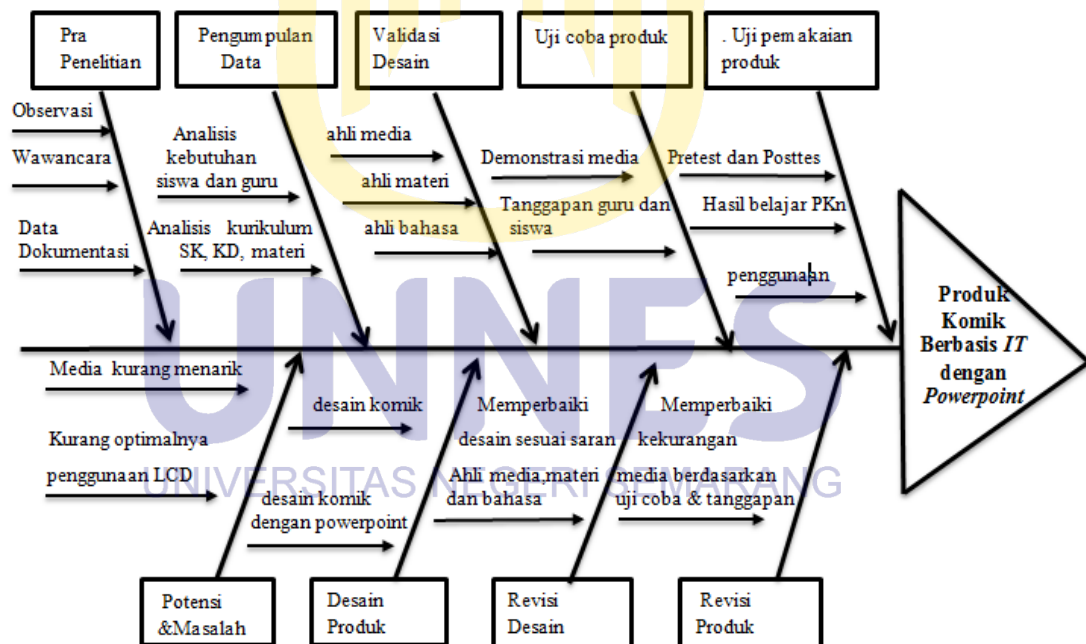 Pra
Penelitian
Pengumpulan
Data
Validasi
Desain
Uji coba produk
. Uji pemakaian
produk
Observasi
Wawancara
Data
Dokumentasi
Analisis
kebutuhan
siswa dan guru
Analisis kurikulum
SK, KD, materi
ahli media
ahli materi
ahli bahasa
Demonstrasi media
Tanggapan guru dan
siswa
Pretest dan Posttes
Hasil belajar PKn
penggunaan
Produk
Komik
Berbasis IT
dengan
Powerpoint
Media kurang menarik
Kurang optimalnya
penggunaan LCD
desain komik
desain komik
dengan powerpoint
Memperbaiki
desain sesuai saran
Ahli media,materi
dan bahasa
Memperbaiki
kekurangan
media berdasarkan
uji coba & tanggapan
Potensi
&Masalah
Desain
Produk
Revisi
Desain
Revisi
Produk
UNNES
UNIVERSITAS NEGERI SEMARANG